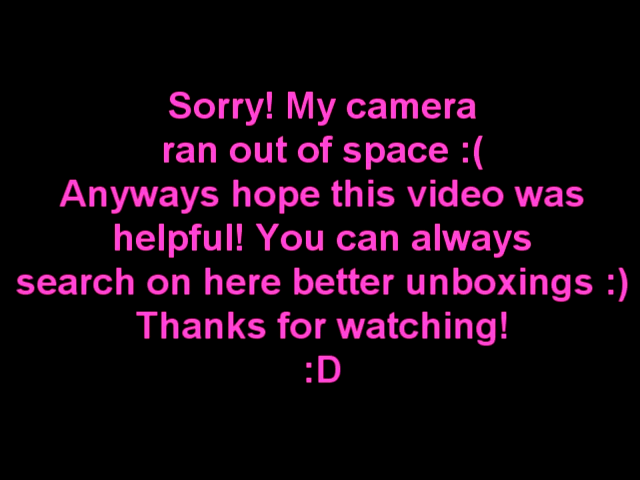 Sorry! My camera
ran out of space :(
Anyways hope this video was
helpful! You can always
search on here better unboxings :)
Thanks for watching!
:D